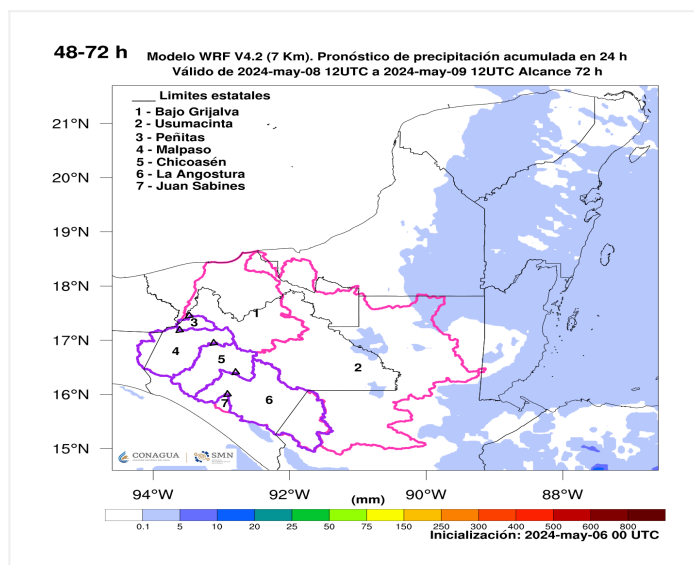 48-72 h
Modelo WRF V4.2 (7 Km). Pronóstico de precipitación acumulada en 24 h
Válido de 2024-may-08 12UTC a 2024-may-09 12UTC Alcance 72 h
Limites estatales
1 - Bajo Grijalva
2 - Usumacinta
3 - Peñitas
4 - Malpaso
5 - Chicoasén
6 - La Angostura
7 - Juan Sabines
21°N
20°N
19°N
18°N
17°N
16°N
15°N
1
3
4
5
2
6
7
CONAGUA
SMN
94°W 92°W 90°W 88°W
(mm)
0.1 5 10 20 25 50 75 150 250 300 400 500 600 800
Inicialización: 2024-may-06 00 UTC